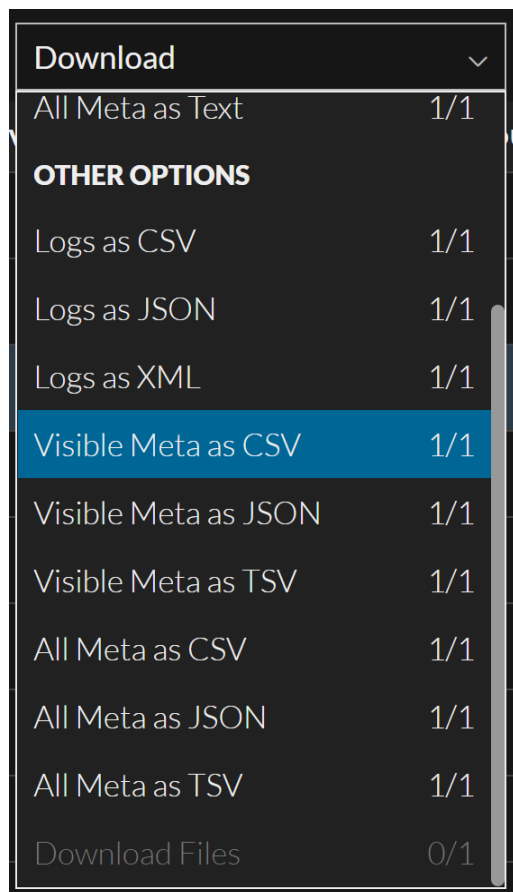 Download
All Meta as Text 1/1
OTHER OPTIONS
Logs as CSV 1/1
Logs as JSON 1/1
Logs as XML 1/1
Visible Meta as CSV 1/1
Visible Meta as JSON 1/1
Visible Meta as TSV 1/1
All Meta as CSV 1/1
All Meta as JSON 1/1
All Meta as TSV 1/1
Download Files 0/1